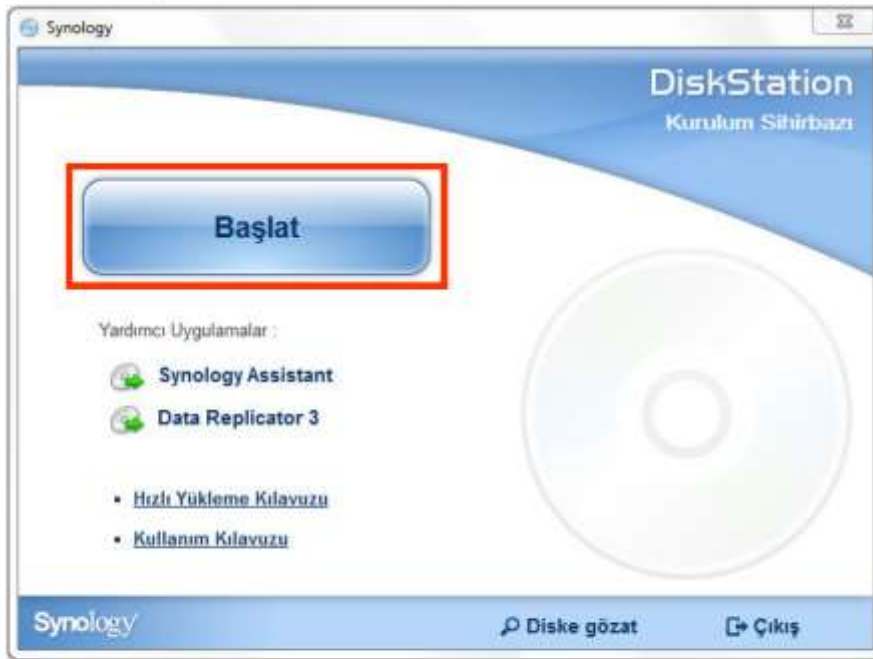 Synology
DiskStation
Kurulum Sihirbazı
Başlat
Yardımcı Uygulamalar :
Synology Assistant
Data Replicator 3
Hızlı Yükleme Kılavuzu
Kullanım Kılavuzu
Synology
Diske gözat
Çıkış